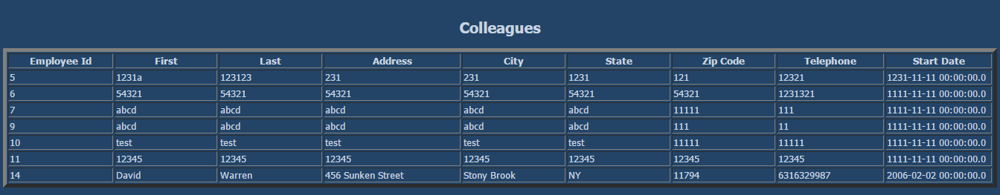 Colleagues
Employee Id First Last Address City State Zip Code Telephone Start Date
5 1231a 123123 231 231 1231 121 12321 1231-11-11 00:00:00.0
6 54321 54321 54321 54321 54321 54321 1231321 1111-11-11 00:00:00.0
7 abcd abcd abcd abcd abcd 11111 111 1111-11-11 00:00:00.0
9 abcd abcd abcd abcd abcd 111 11 1111-11-11 00:00:00.0
10 test test test test test 11111 11111 1111-11-11 00:00:00.0
11 12345 12345 12345 12345 12345 12345 12345 1111-11-11 00:00:00.0
14 David Warren 456 Sunken Street Stony Brook NY 11794 6316329987 2006-02-02 00:00:00.0